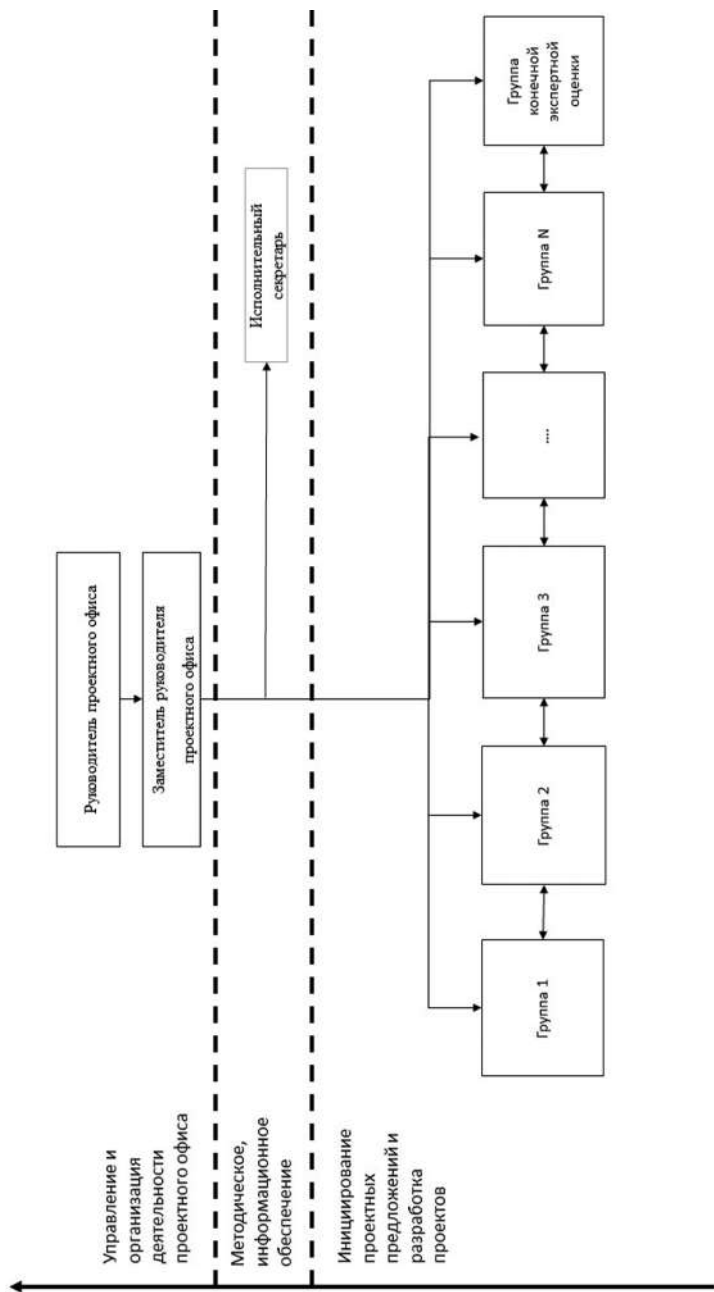 Управление и
организация
деятельности
проектного офиса
Руководитель проектного офиса
Заместитель руководителя
проектного офиса
Методическое,
информационное
обеспечение
Исполнительный
секретарь
Инициирование
проектных
предложений и
разработка
проектов
Группа 1
Группа 2
Группа 3
....
Группа N
Группа
конечной
экспертной
оценки